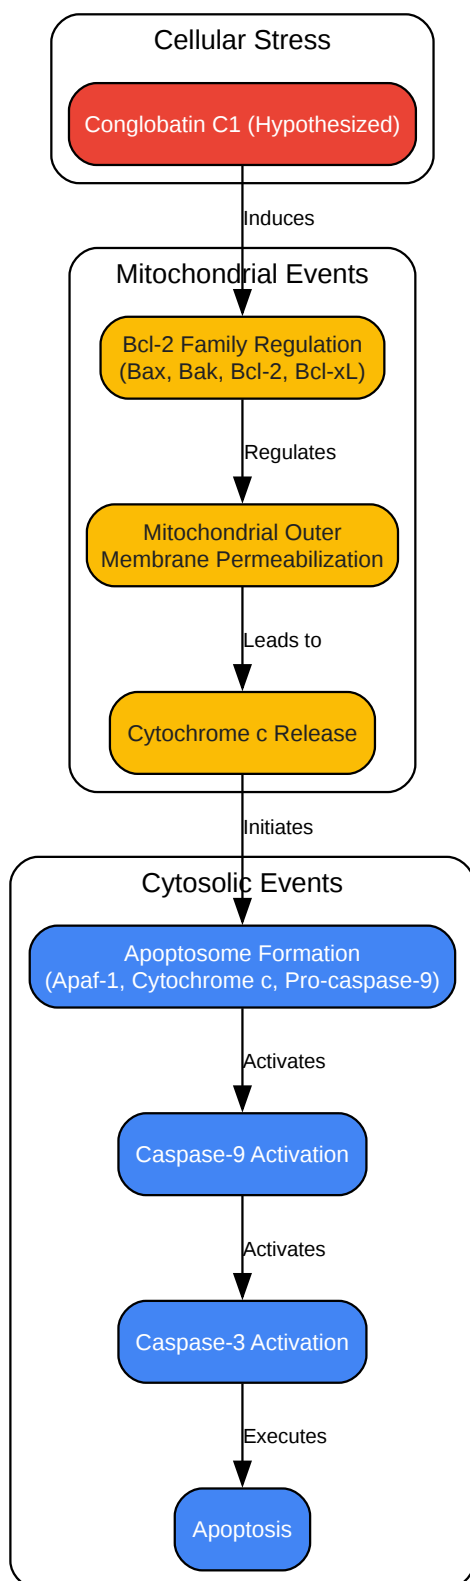 Cellular Stress
Conglobatin C1 (Hypothesized)
Induces
Mitochondrial Events
Bcl-2 Family Regulation
(Bax, Bak, Bcl-2, Bcl-xL)
Regulates
Mitochondrial Outer
Membrane Permeabilization
Leads to
Cytochrome c Release
Initiates
Cytosolic Events
Apoptosome Formation
(Apaf-1, Cytochrome c, Pro-caspase-9)
Activates
Caspase-9 Activation
Activates
Caspase-3 Activation
Executes
Apoptosis